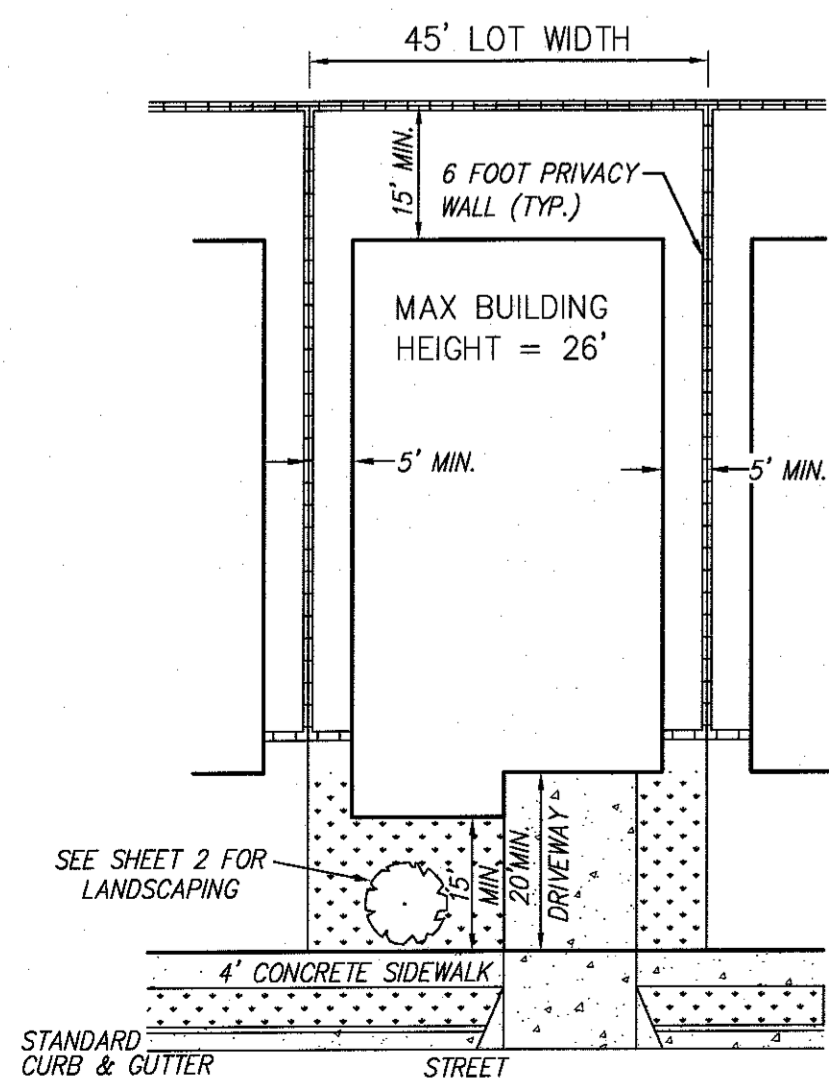 45' LOT WIDTH
15' MIN.
6 FOOT PRIVACY
WALL (TYP.)
MAX BUILDING
HEIGHT = 26'
5' MIN.
5' MIN.
SEE SHEET 2 FOR
LANDSCAPING
15'
MIN.
20'MIN.
DRIVEWAY
4' CONCRETE SIDEWALK
STANDARD
CURB & GUTTER
STREET